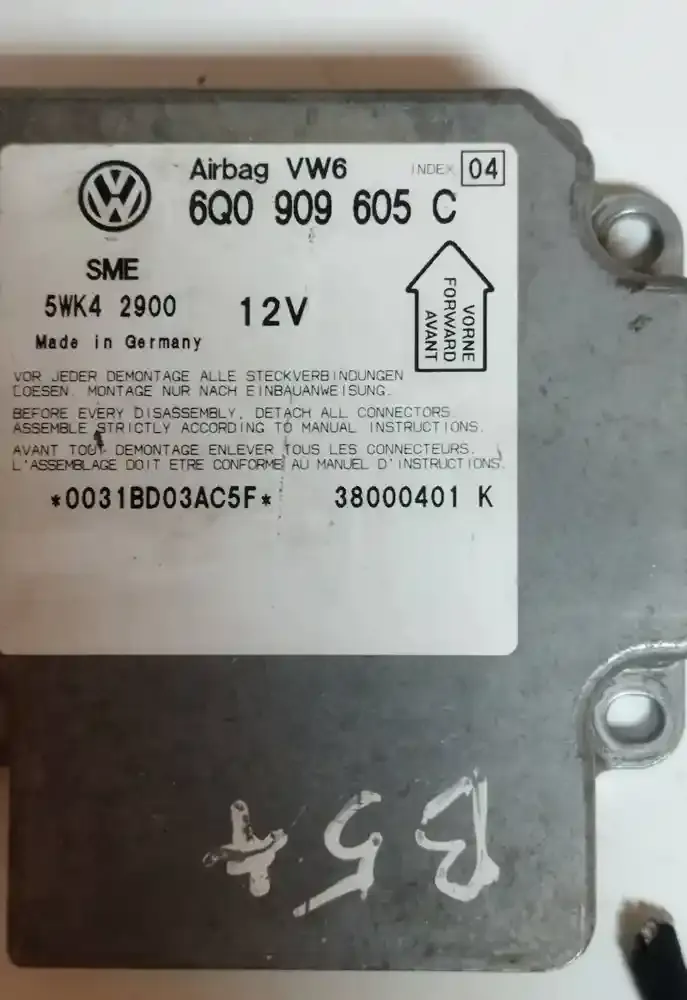 Airbag VW6 INDEX 04
6Q0 909 605 C
SME
5WK4 2900
12V
Made in Germany
VORNE
FORWARD
AVANT
VOR JEDER DEMONTAGE ALLE STECKVERBINDUNGEN
LOESEN. MONTAGE NUR NACH EINBAUANWEISUNG.
BEFORE EVERY DISASSEMBLY, DETACH ALL CONNECTORS.
ASSEMBLE STRICTLY ACCORDING TO MANUAL INSTRUCTIONS.
AVANT TOUT DEMONTAGE ENLEVER TOUS LES CONNECTEURS.
L'ASSEMBLAGE DOIT ETRE CONFORME AU MANUEL D'INSTRUCTIONS.
*0031BD03AC5F* 38000401 K